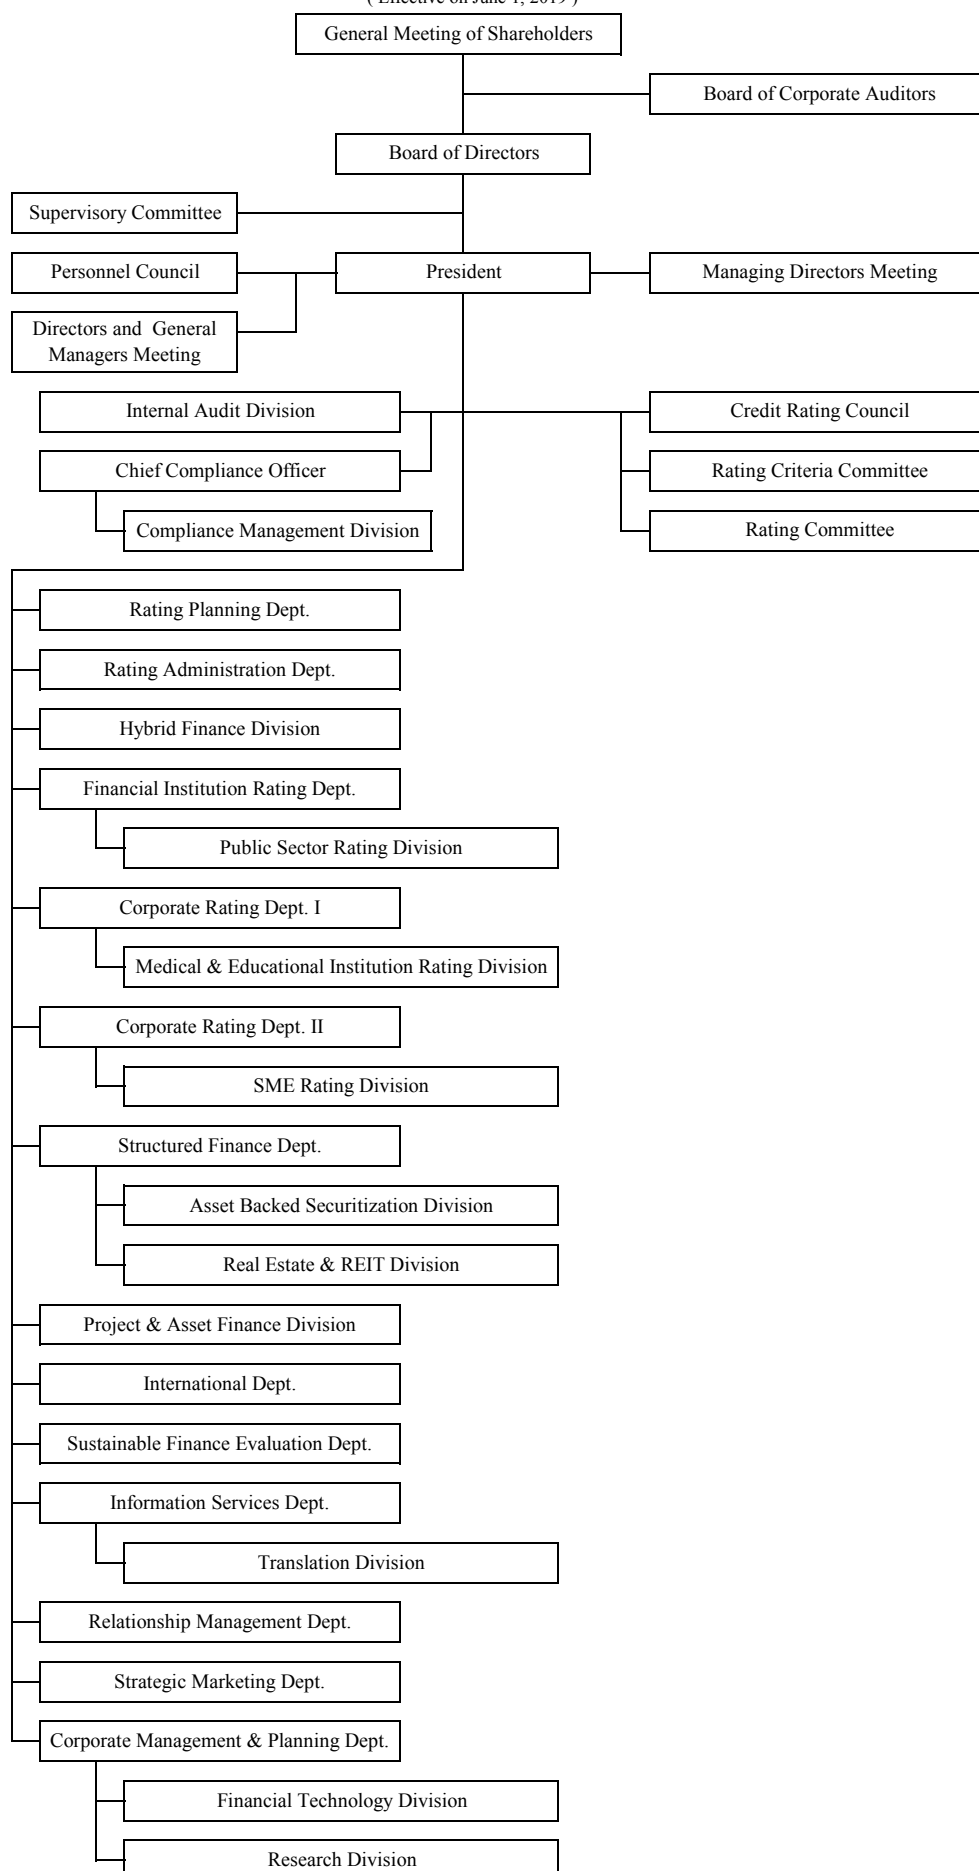 ( Effective on June 1, 2019 )
General Meeting of Shareholders
Board of Corporate Auditors
Board of Directors
Supervisory Committee
Personnel Council
President
Managing Directors Meeting
Directors and General
Managers Meeting
Internal Audit Division
Credit Rating Council
Chief Compliance Officer
Rating Criteria Committee
Compliance Management Division
Rating Committee
Rating Planning Dept.
Rating Administration Dept.
Hybrid Finance Division
Financial Institution Rating Dept.
Public Sector Rating Division
Corporate Rating Dept. I
Medical & Educational Institution Rating Division
Corporate Rating Dept. II
SME Rating Division
Structured Finance Dept.
Asset Backed Securitization Division
Real Estate & REIT Division
Project & Asset Finance Division
International Dept.
Sustainable Finance Evaluation Dept.
Information Services Dept.
Translation Division
Relationship Management Dept.
Strategic Marketing Dept.
Corporate Management & Planning Dept.
Financial Technology Division
Research Division